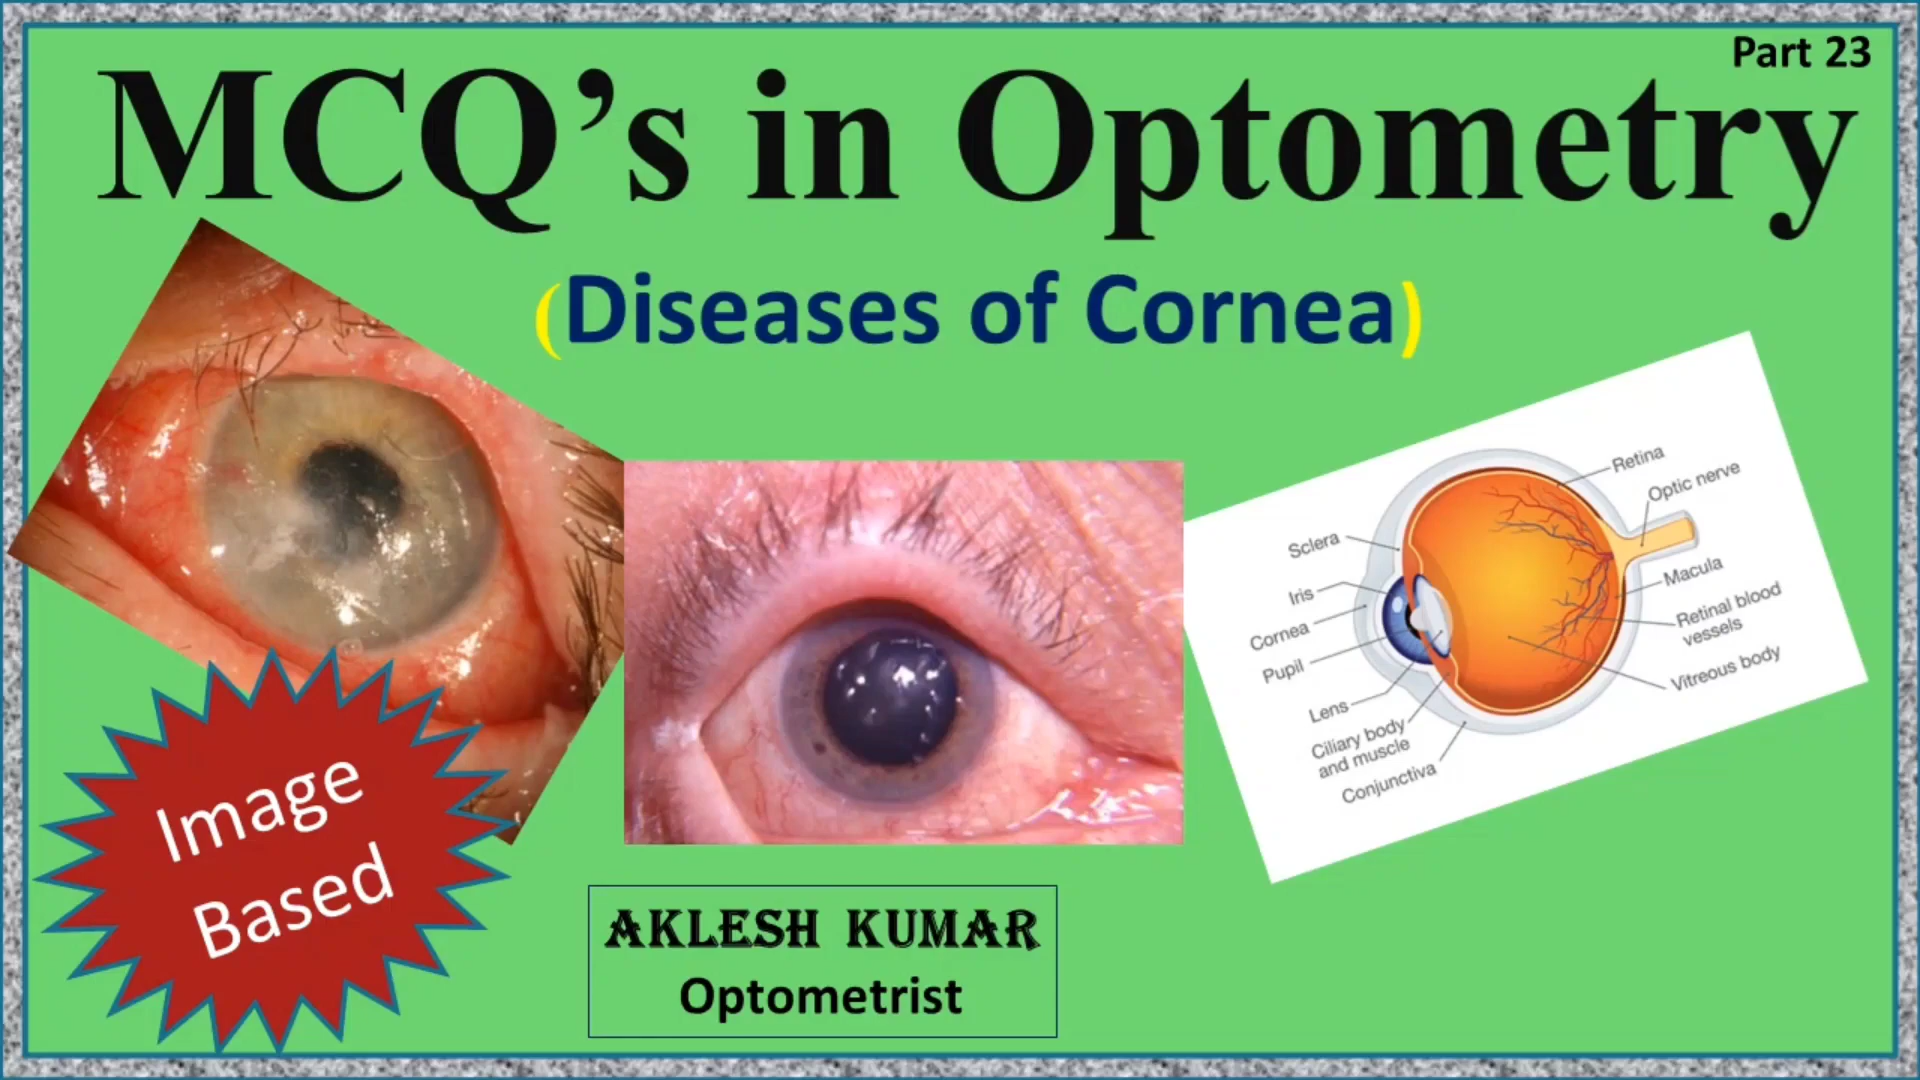 Part 23
MCQ’s in Optometry
(Diseases of Cornea)
Retina
Optic nerve
Sclera
Macula
Iris
Retinal blood
vessels
Cornea
Pupil
Vitreous body
Lens
Ciliary body
and muscle
Conjunctiva
Image
Based
AKLESH KUMAR
Optometrist